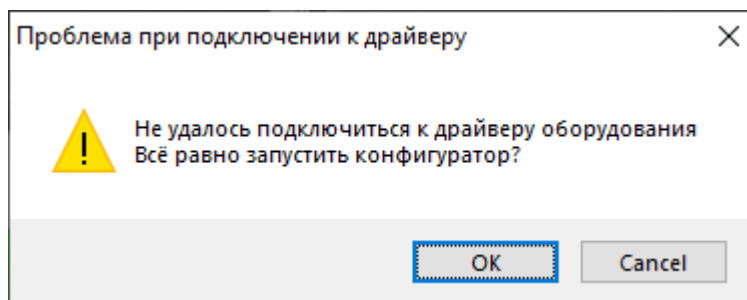 Проблема при подключении к драйверу
Не удалось подключиться к драйверу оборудования
Всё равно запустить конфигуратор?
OK
Cancel